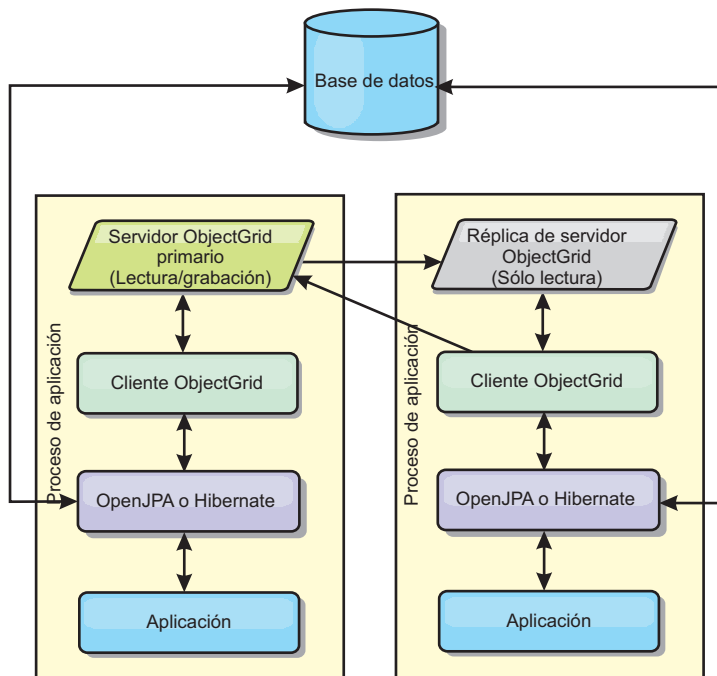 Base de datos
Servidor ObjectGrid
primario
(Lectura/grabación)
Cliente ObjectGrid
OpenJPA o Hibernate
Aplicación
Proceso de aplicación
Réplica de servidor
ObjectGrid
(Sólo lectura)
Cliente ObjectGrid
OpenJPA o Hibernate
Aplicación
Proceso de aplicación